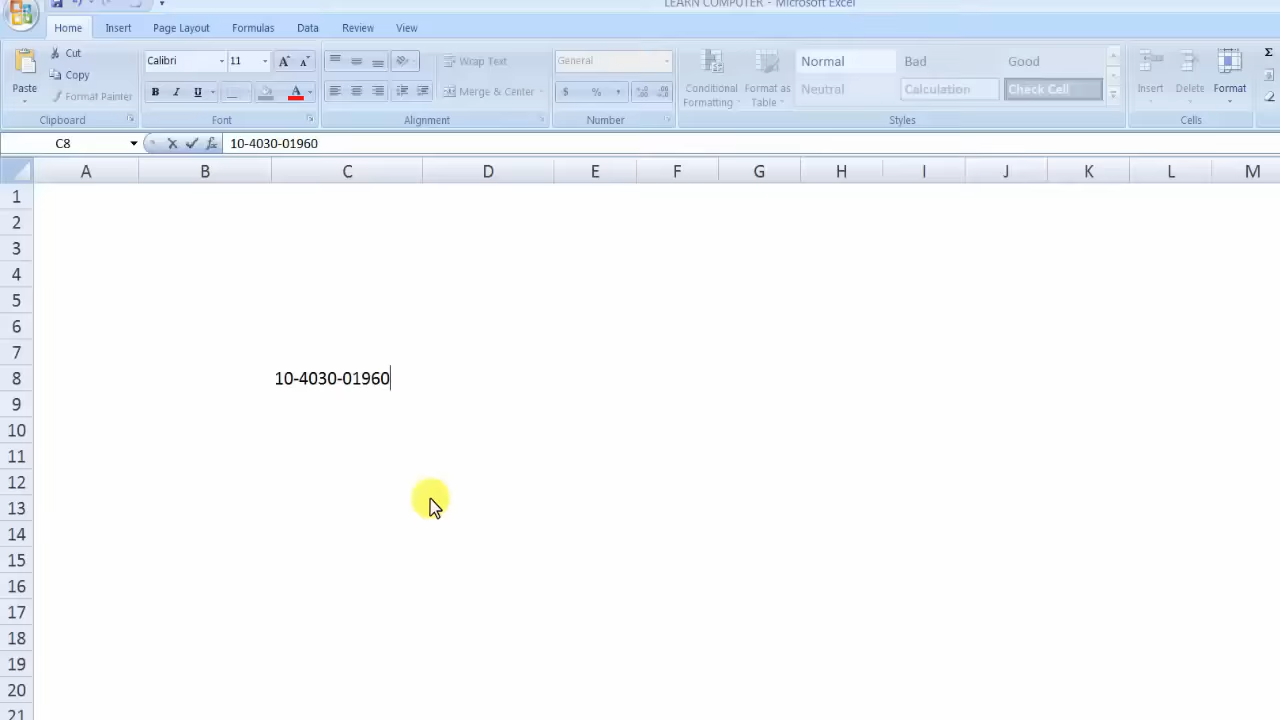 LEARN COMPUTER - Microsoft Excel
Home Insert Page Layout Formulas Data Review View
Paste Cut Copy Format Painter
Calibri 11 A A
B I U A
Wrap Text
Merge & Center
General
$ % ,
Conditional Formatting
Format as Table
Normal Bad Good
Neutral Calculation Check Cell
Insert Delete Format
Σ
Clipboard Font Alignment Number Styles Cells
C8 fx 10-4030-01960
A B C D E F G H I J K L M
1
2
3
4
5
6
7
8 10-4030-01960
9
10
11
12
13
14
15
16
17
18
19
20
21